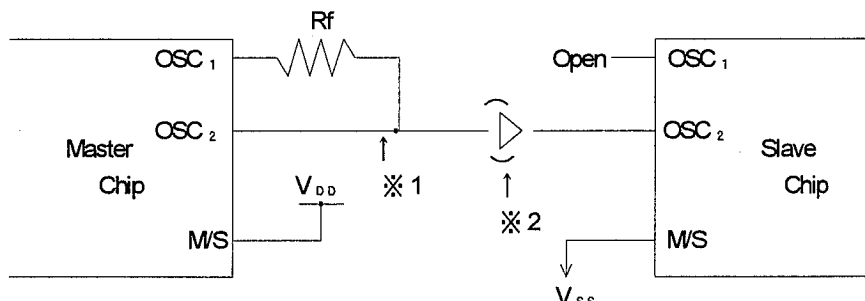 Rf
OSC1
Open
OSC1
OSC2
OSC2
Master
Chip
Slave
Chip
VDD
※1
※2
M/S
M/S
VSS